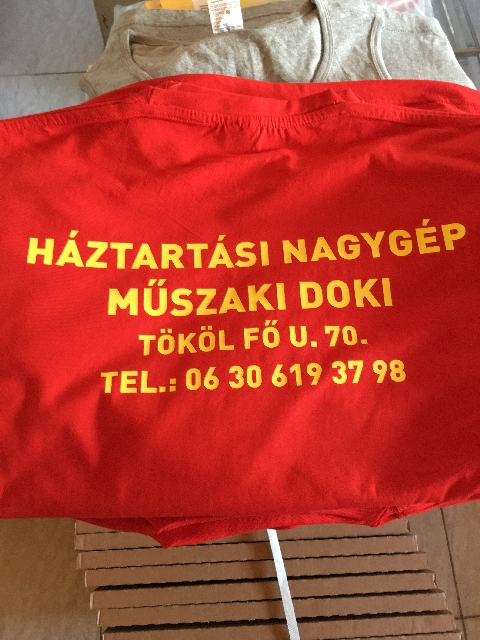 HÁZTARTÁSI NAGYGÉP
MŰSZAKI DOKI
TÖKÖL FŐ U. 70.
TEL.: 06 30 619 37 98